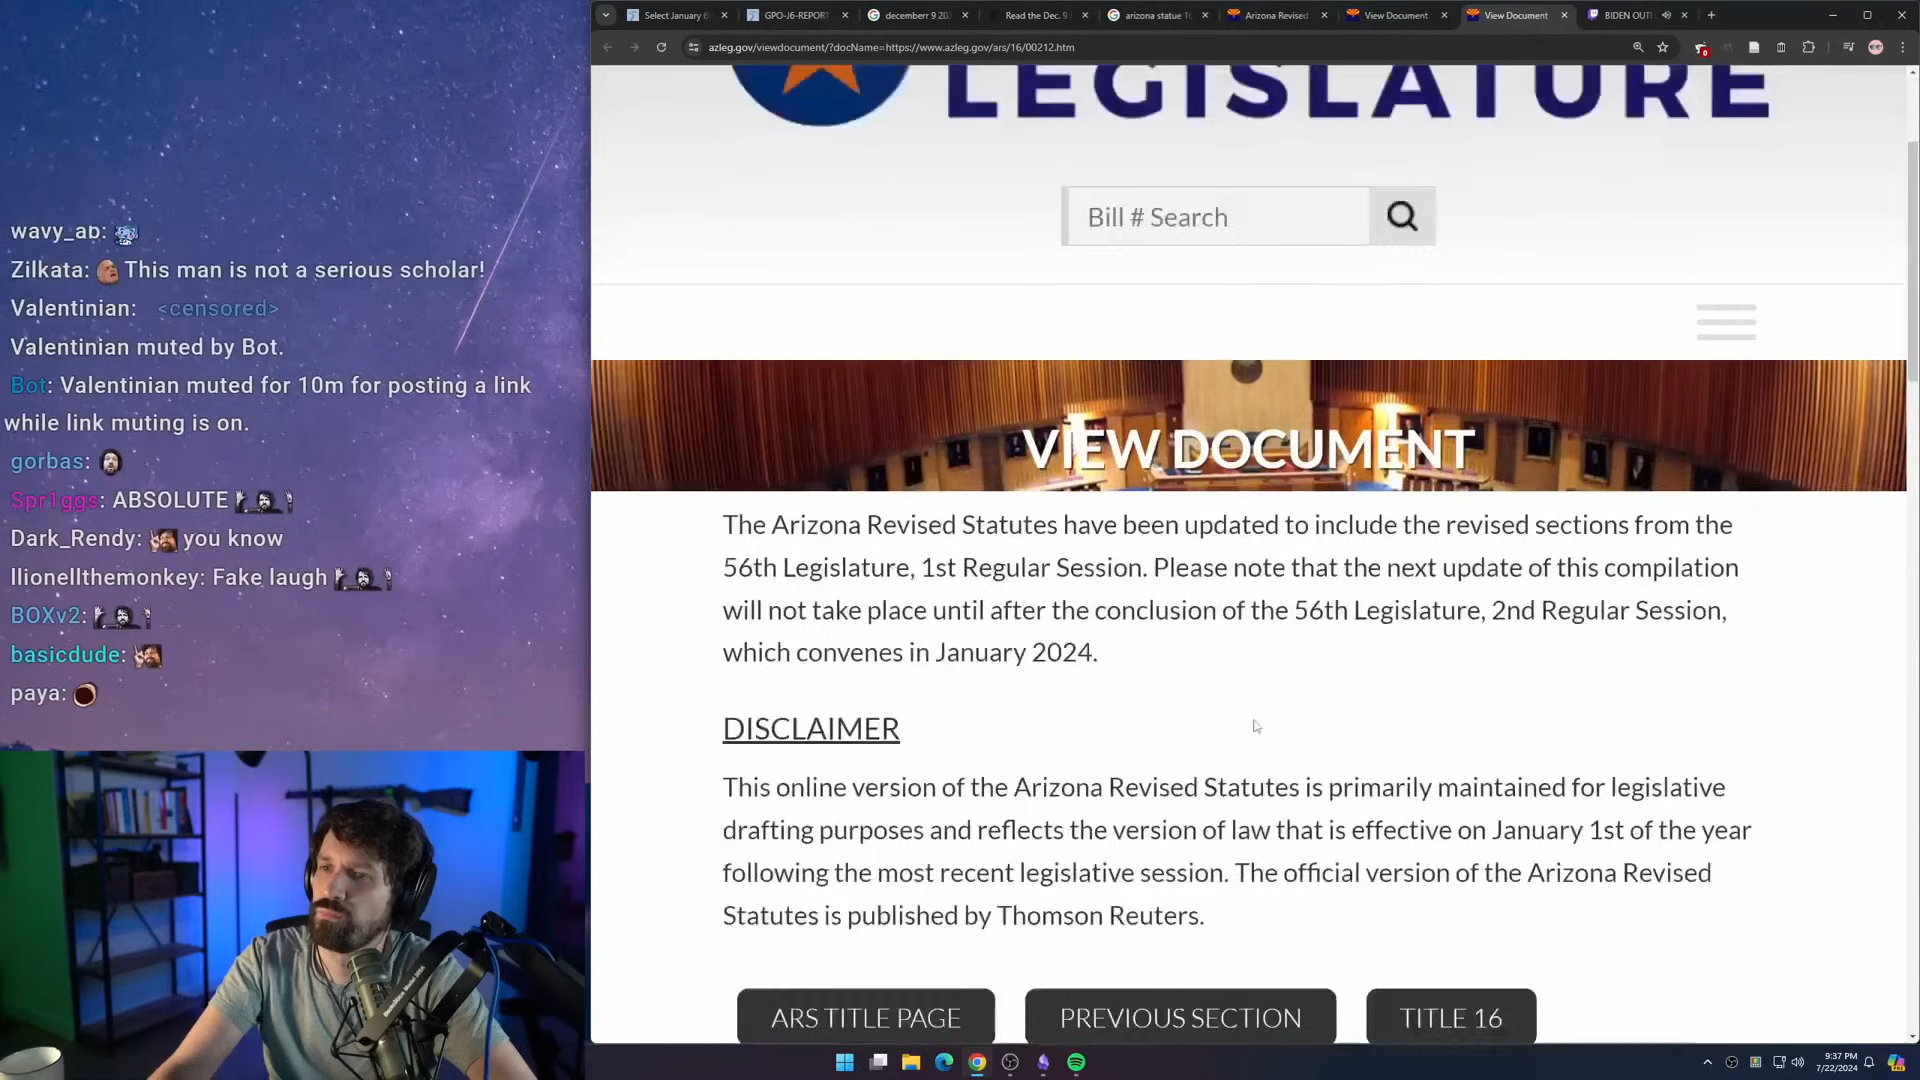 Select January 6
GPO-J6-REPORT
decemberr 9 20
Read the Dec. 9
arizona statue 16
Arizona Revised
View Document
View Document
BIDEN OUT
azleg.gov/viewdocument/?docName=https://www.azleg.gov/ars/16/00212.htm
LEGISLATURE
Bill # Search
VIEW DOCUMENT
The Arizona Revised Statutes have been updated to include the revised sections from the
56th Legislature, 1st Regular Session. Please note that the next update of this compilation
will not take place until after the conclusion of the 56th Legislature, 2nd Regular Session,
which convenes in January 2024.
DISCLAIMER
This online version of the Arizona Revised Statutes is primarily maintained for legislative
drafting purposes and reflects the version of law that is effective on January 1st of the year
following the most recent legislative session. The official version of the Arizona Revised
Statutes is published by Thomson Reuters.
ARS TITLE PAGE
PREVIOUS SECTION
TITLE 16
wavy_ab:
Zilkata: This man is not a serious scholar!
Valentinian: <censored>
Valentinian muted by Bot.
Bot: Valentinian muted for 10m for posting a link
while link muting is on.
gorbas:
Spr1ggs: ABSOLUTE
Dark_Rendy: you know
llionellthemonkey: Fake laugh
BOXv2:
basicdude:
paya:
9:37 PM
7/22/2024